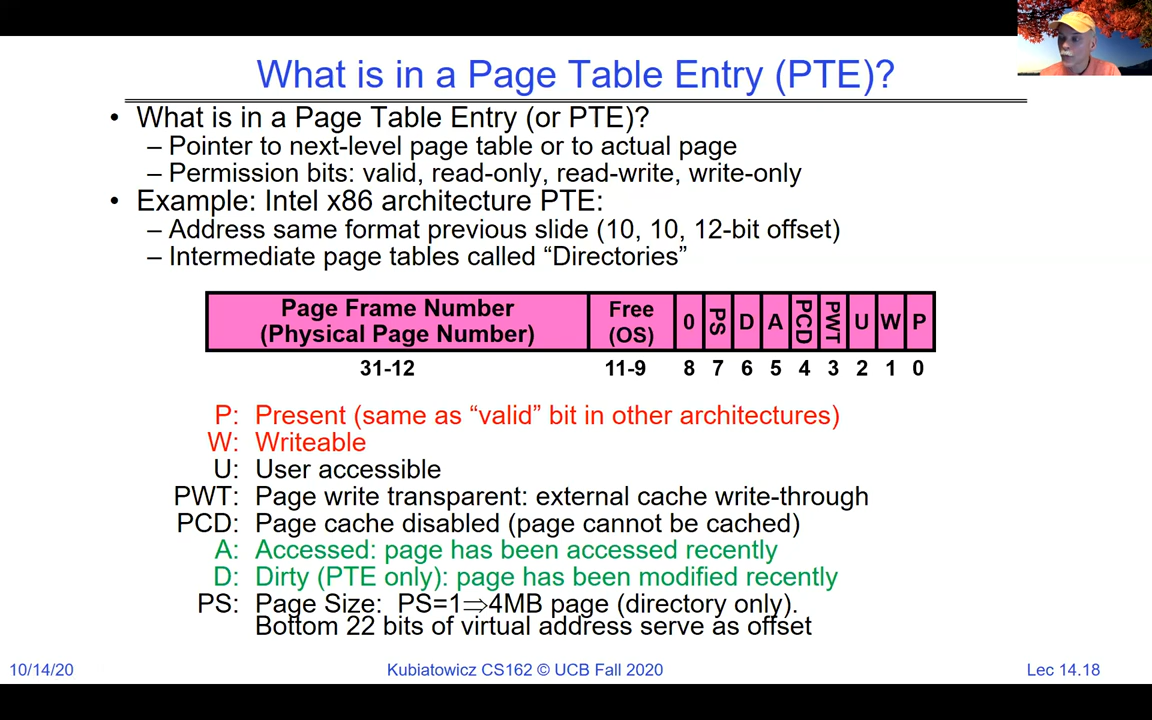 What is in a Page Table Entry (PTE)?
• What is in a Page Table Entry (or PTE)?
– Pointer to next-level page table or to actual page
– Permission bits: valid, read-only, read-write, write-only
• Example: Intel x86 architecture PTE:
– Address same format previous slide (10, 10, 12-bit offset)
– Intermediate page tables called “Directories”
Page Frame Number
(Physical Page Number)
Free
(OS)
0 PS D A PCD PWT U W P
31-12 11-9 8 7 6 5 4 3 2 1 0
P: Present (same as “valid” bit in other architectures)
W: Writeable
U: User accessible
PWT: Page write transparent: external cache write-through
PCD: Page cache disabled (page cannot be cached)
A: Accessed: page has been accessed recently
D: Dirty (PTE only): page has been modified recently
PS: Page Size: PS=1⇒4MB page (directory only).
Bottom 22 bits of virtual address serve as offset
10/14/20 Kubiatowicz CS162 © UCB Fall 2020 Lec 14.18